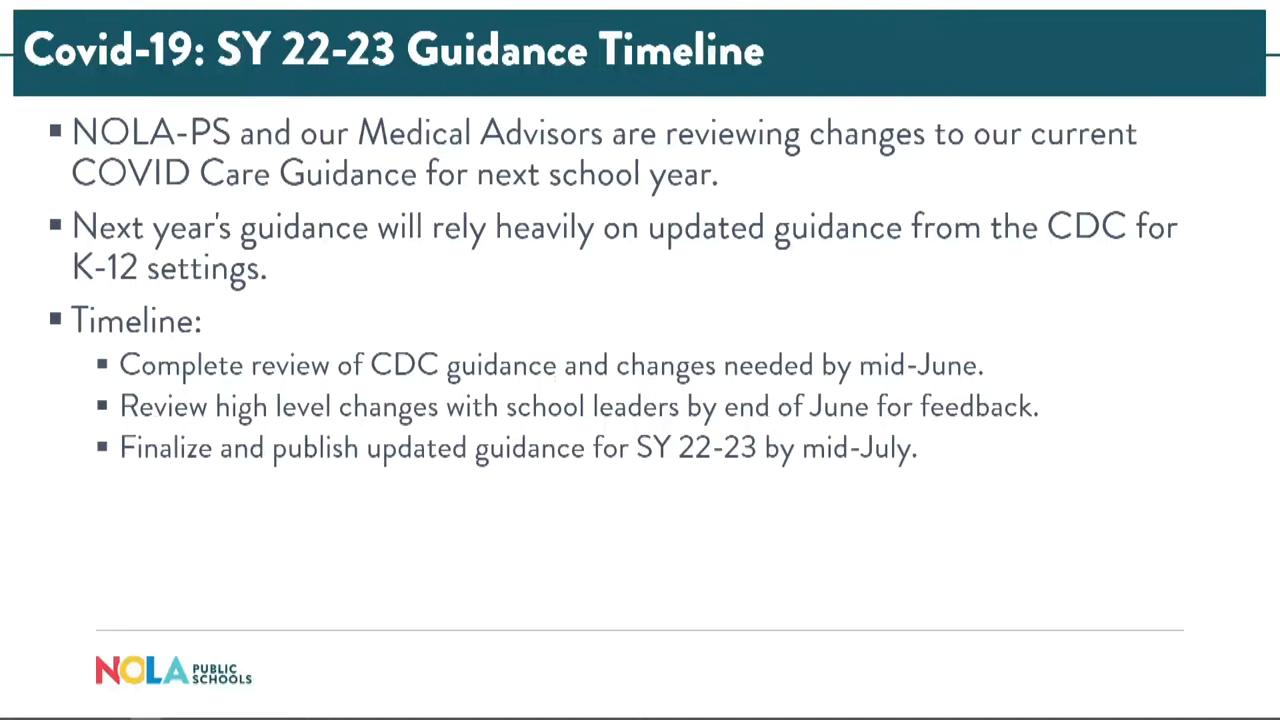 Covid-19: SY 22-23 Guidance Timeline
▪ NOLA-PS and our Medical Advisors are reviewing changes to our current
COVID Care Guidance for next school year.
▪ Next year's guidance will rely heavily on updated guidance from the CDC for
K-12 settings.
▪ Timeline:
▪ Complete review of CDC guidance and changes needed by mid-June.
▪ Review high level changes with school leaders by end of June for feedback.
▪ Finalize and publish updated guidance for SY 22-23 by mid-July.
NOLA PUBLIC
SCHOOLS